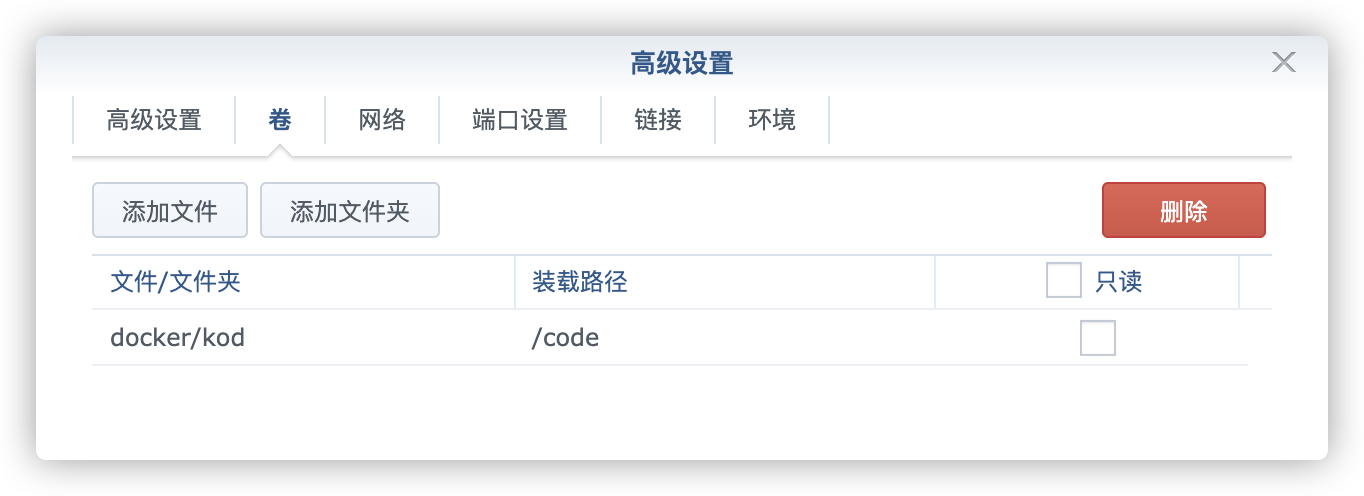 高级设置
高级设置 卷 网络 端口设置 链接 环境
添加文件 添加文件夹 删除
文件/文件夹 装载路径 只读
docker/kod /code